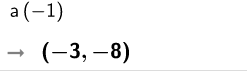 a (−1)
→ (−3, −8)